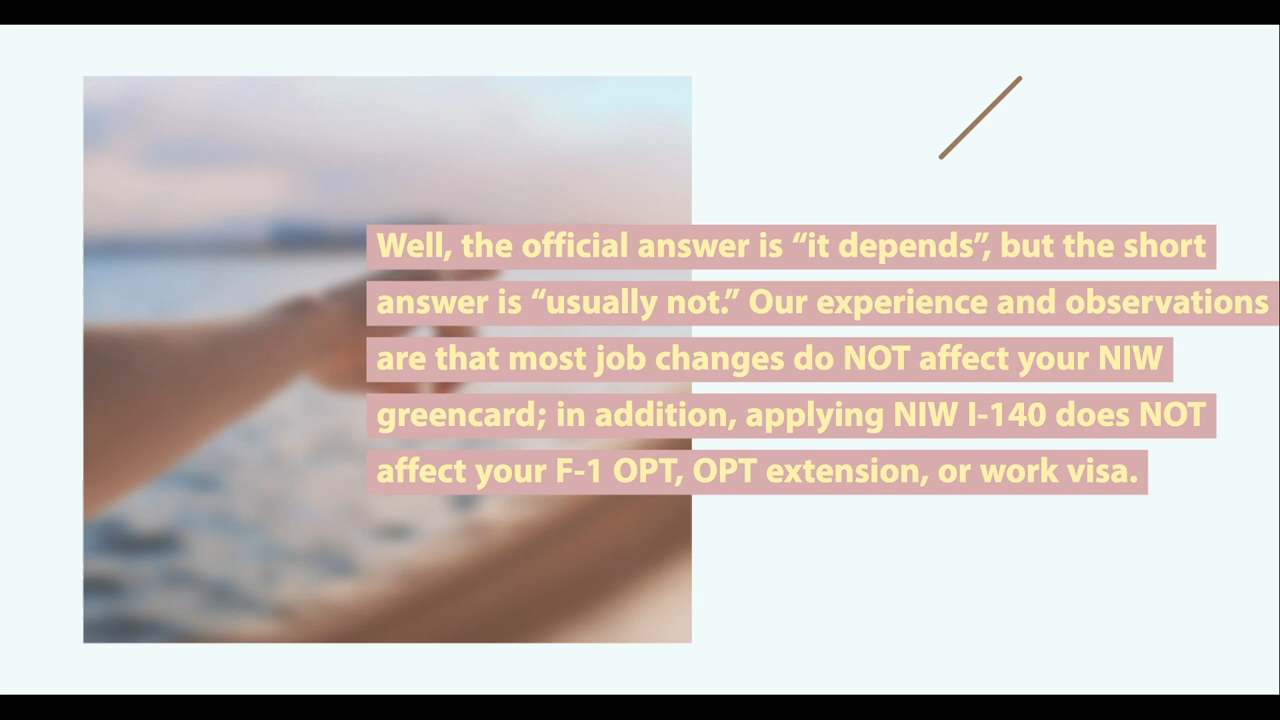 Well, the official answer is “it depends”, but the short
answer is “usually not.” Our experience and observations
are that most job changes do NOT affect your NIW
greencard; in addition, applying NIW I-140 does NOT
affect your F-1 OPT, OPT extension, or work visa.